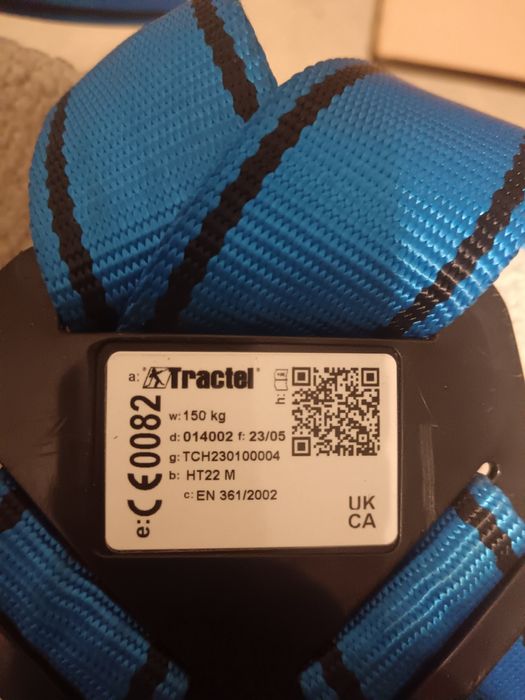 a: Tractel®
w: 150 kg
d: 014002 f: 23/05
g: TCH230100004
b: HT22 M
c: EN 361/2002
e: CE0082
h:
UK
CA